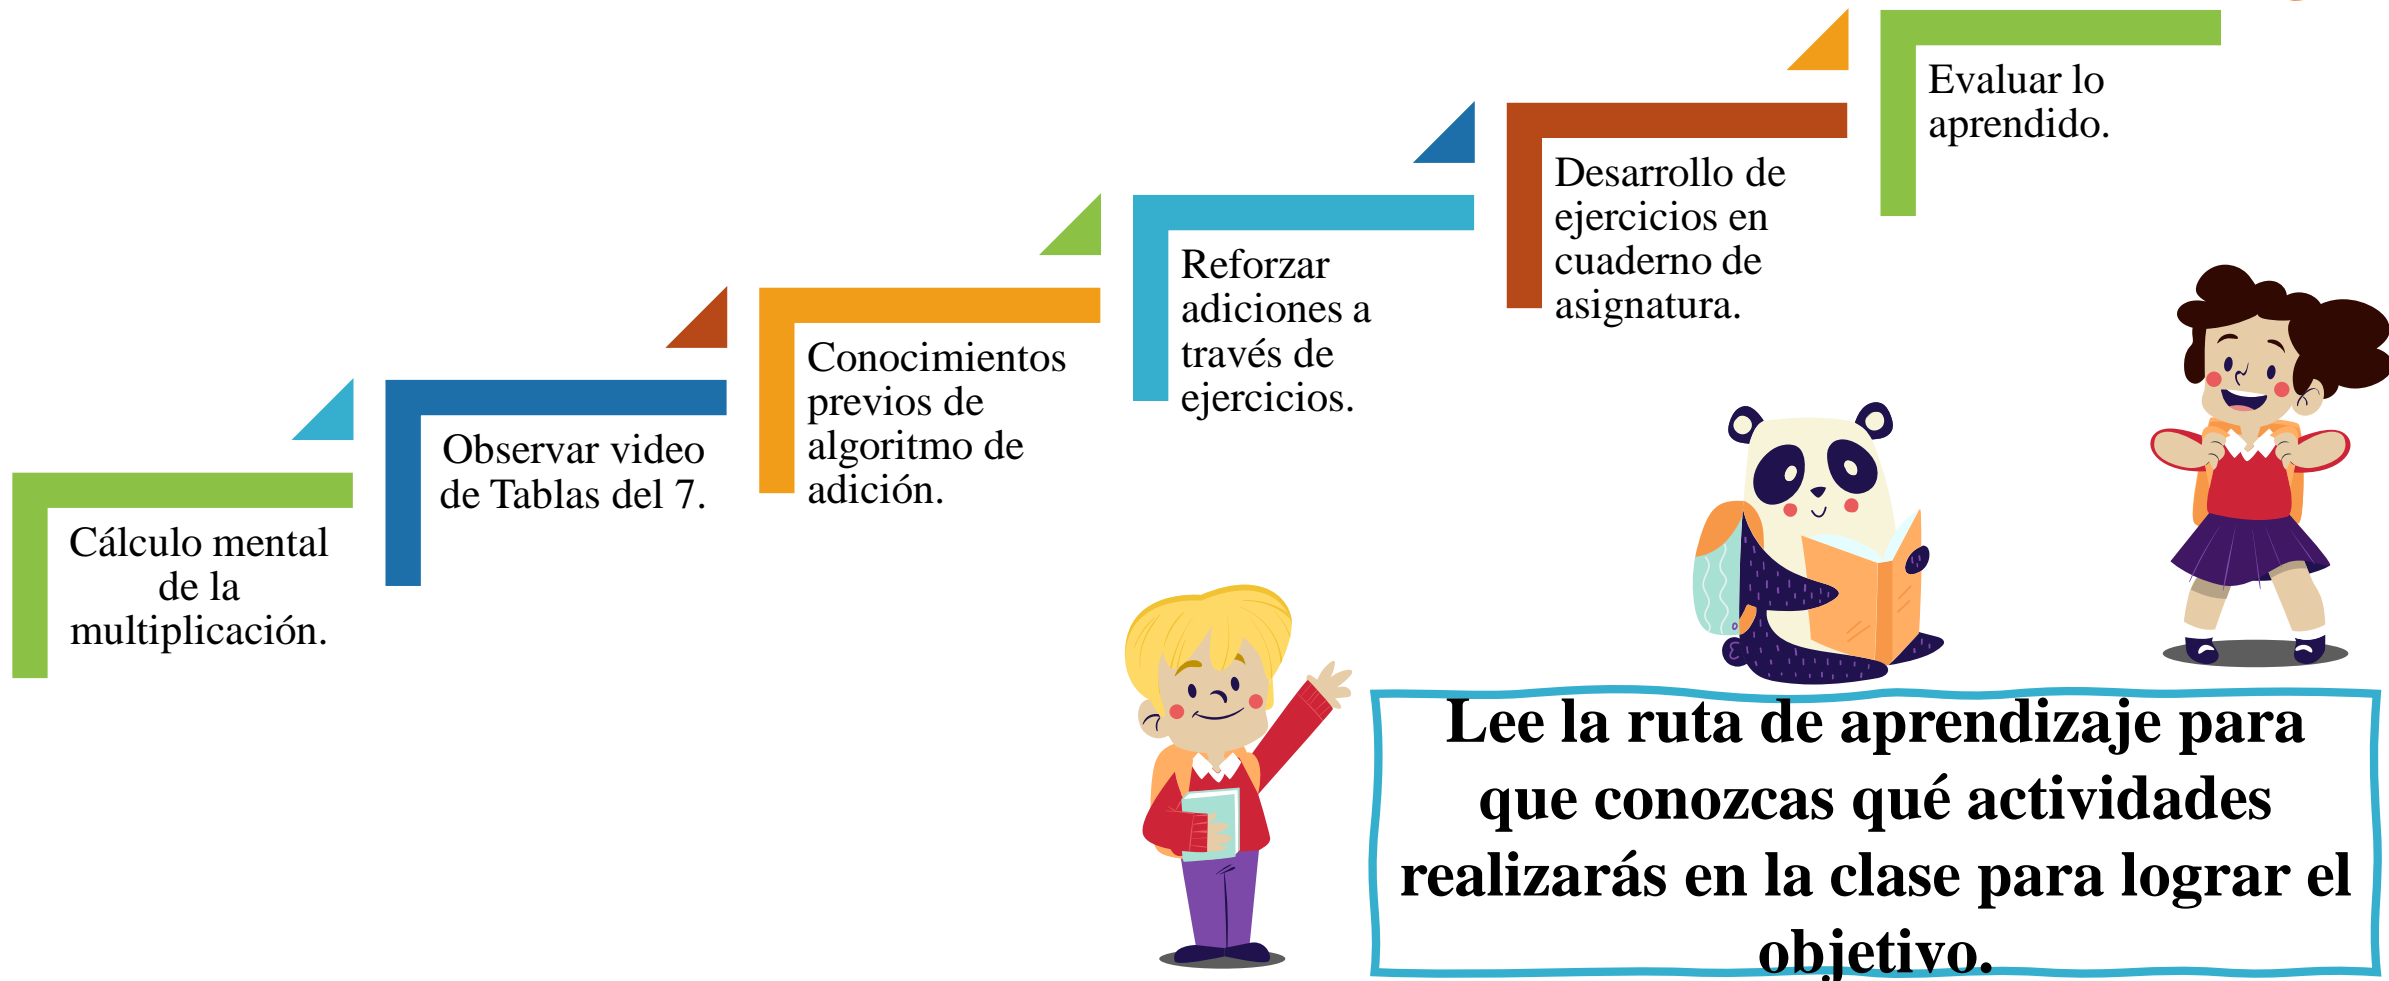 Cálculo mental
de la
multiplicación.
Observar video
de Tablas del 7.
Conocimientos
previos de
algoritmo de
adición.
Reforzar
adiciones a
través de
ejercicios.
Desarrollo de
ejercicios en
cuaderno de
asignatura.
Evaluar lo
aprendido.
Lee la ruta de aprendizaje para
que conozcas qué actividades
realizarás en la clase para lograr el
objetivo.